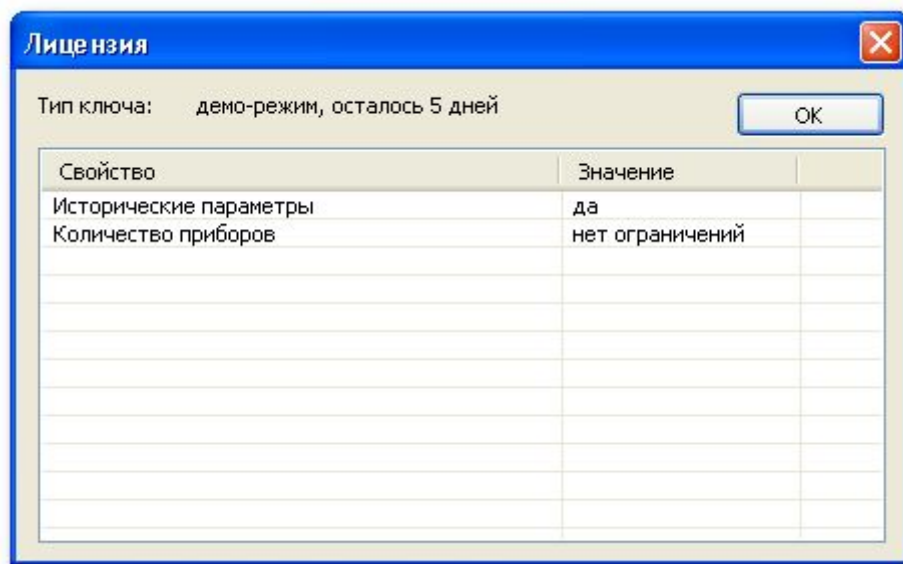 Лицензия
Тип ключа: демо-режим, осталось 5 дней
OK
Свойство Значение
Исторические параметры да
Количество приборов нет ограничений